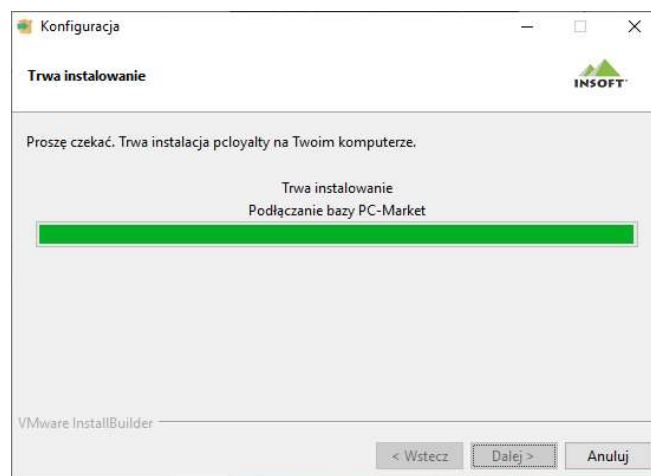 Konfiguracja
Trwa instalowanie
INSOFT
Proszę czekać. Trwa instalacja pcloyalty na Twoim komputerze.
Trwa instalowanie
Podłączanie bazy PC-Market
VMware InstallBuilder
< Wstecz
Dalej >
Anuluj